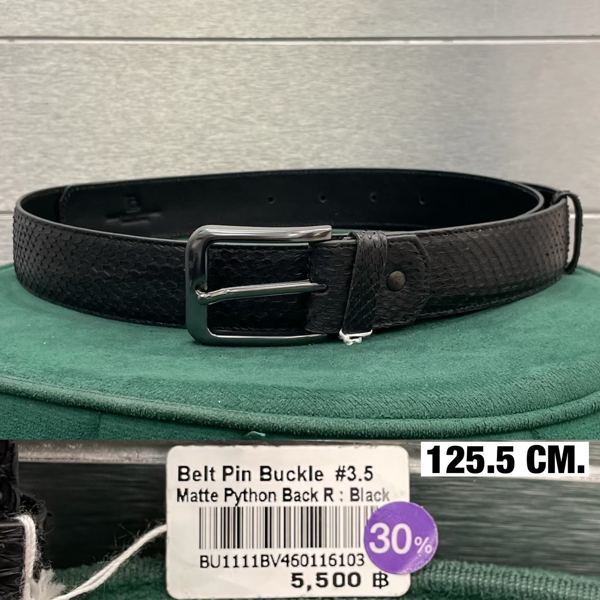 125.5 CM.
Belt Pin Buckle #3.5
Matte Python Back R : Black
30%
BU1111BV460116103
5,500 ฿